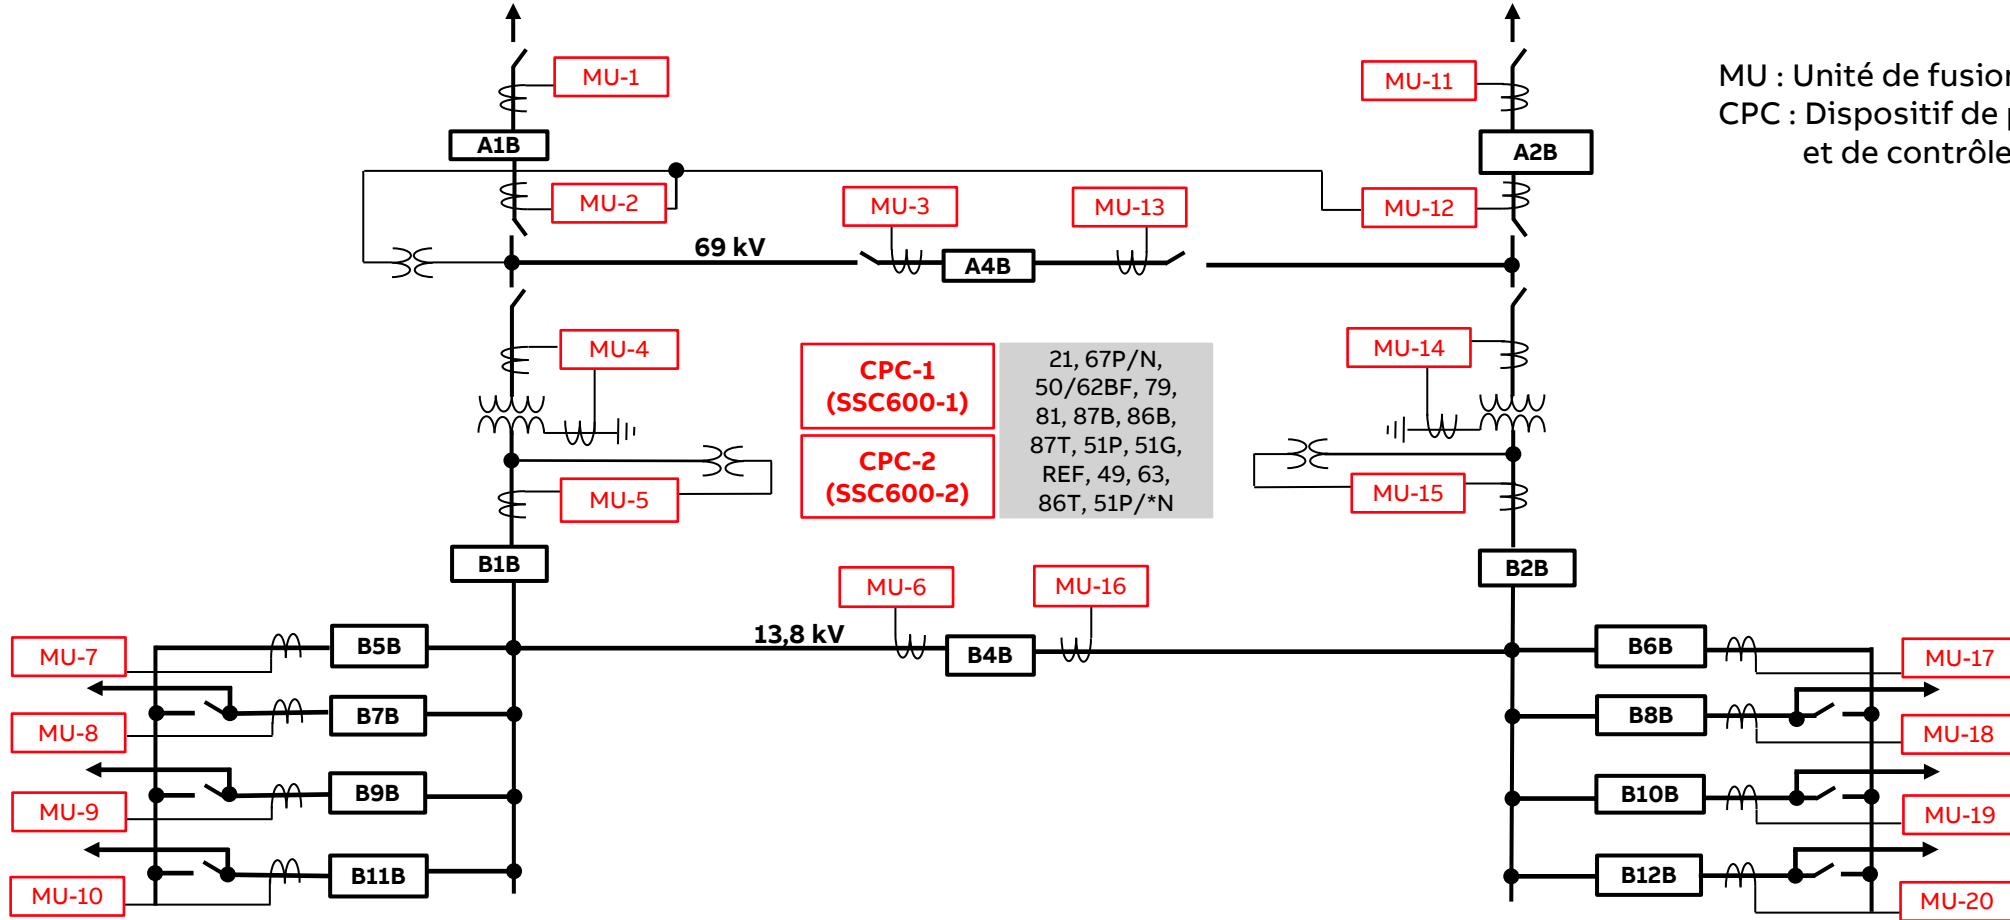 MU-1
MU-11
MU : Unité de fusion
CPC : Dispositif de
et de contrôle
A1B
A2B
MU-2
MU-3
MU-13
MU-12
69 kV
A4B
MU-4
MU-14
CPC-1
(SSC600-1)
CPC-2
(SSC600-2)
21, 67P/N,
50/62BF, 79,
81, 87B, 86B,
87T, 51P, 51G,
REF, 49, 63,
86T, 51P/*N
MU-5
MU-15
B1B
B2B
MU-6
MU-16
13,8 kV
B4B
MU-7
B5B
B6B
MU-17
MU-8
B7B
B8B
MU-18
MU-9
B9B
B10B
MU-19
MU-10
B11B
B12B
MU-20